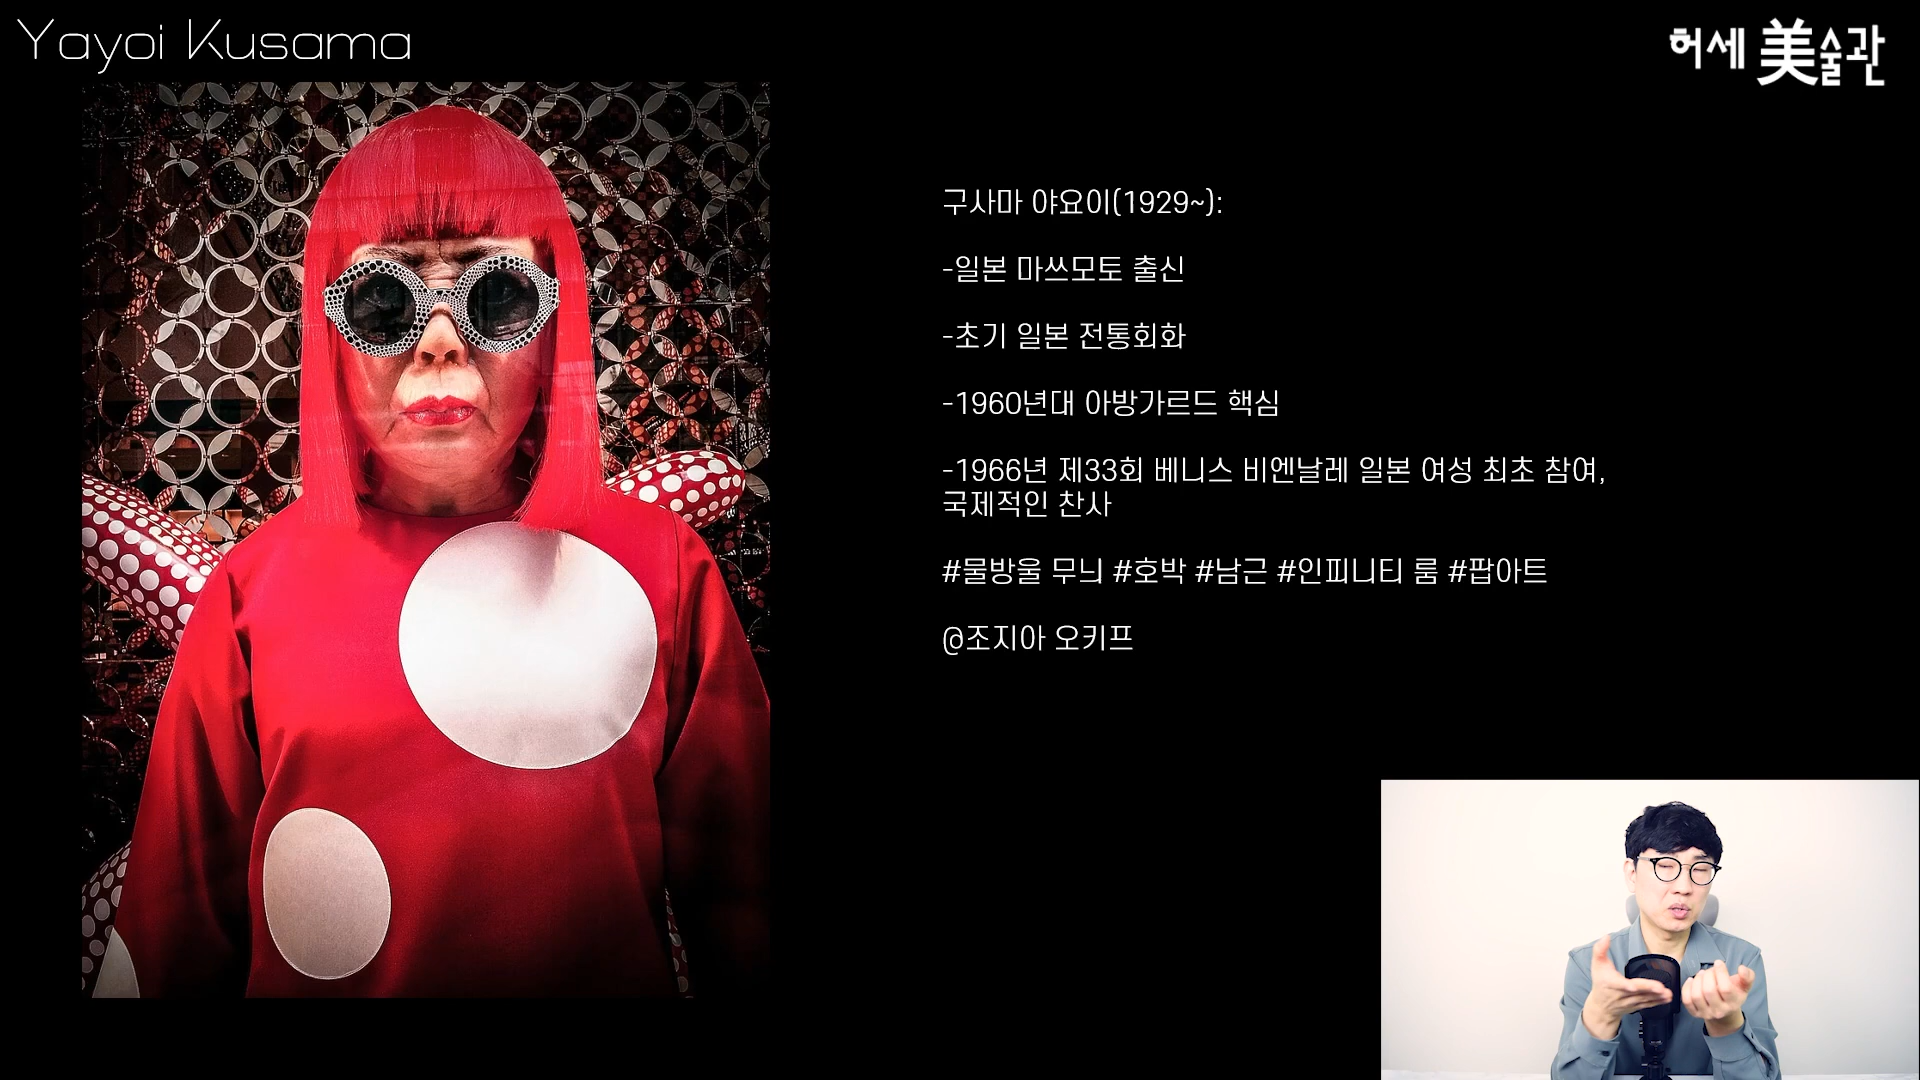 Yayoi Kusama
허세 美술관
구사마 야요이(1929~):
-일본 마쓰모토 출신
-초기 일본 전통회화
-1960년대 아방가르드 핵심
-1966년 제33회 베니스 비엔날레 일본 여성 최초 참여,
국제적인 찬사
#물방울 무늬 #호박 #남근 #인피니티 룸 #팝아트
@조지아 오키프